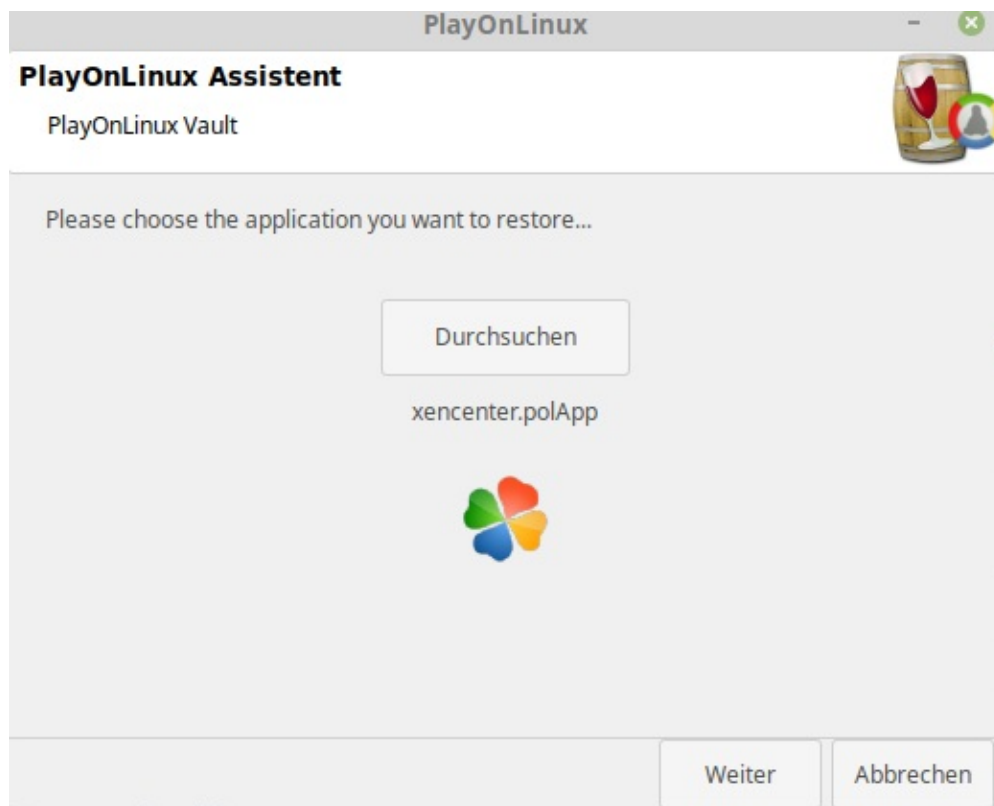 PlayOnLinux
PlayOnLinux Assistent
PlayOnLinux Vault
Please choose the application you want to restore...
Durchsuchen
xencenter.polApp
Weiter
Abbrechen